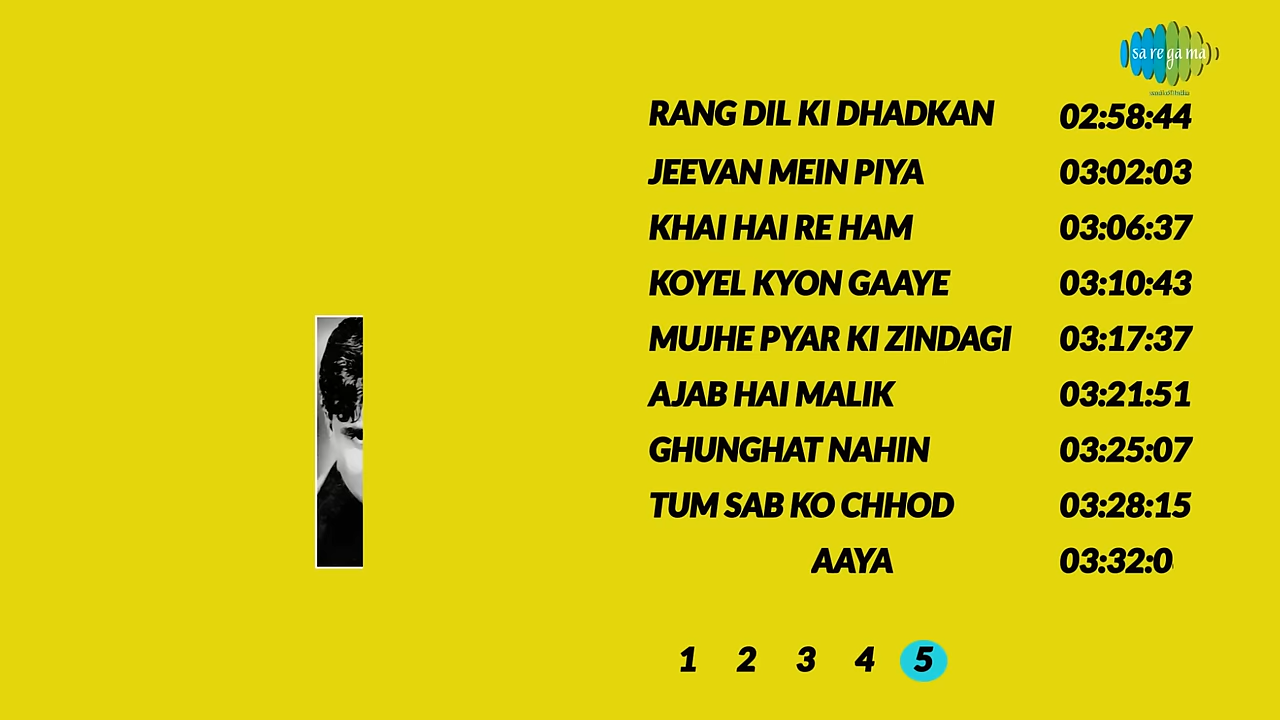 sa re ga ma
RANG DIL KI DHADKAN 02:58:44
JEEVAN MEIN PIYA 03:02:03
KHAI HAI RE HAM 03:06:37
KOYEL KYON GAAYE 03:10:43
MUJHE PYAR KI ZINDAGI 03:17:37
AJAB HAI MALIK 03:21:51
GHUNGHAT NAHIN 03:25:07
TUM SAB KO CHHOD 03:28:15
AAYA 03:32:0
1 2 3 4 5